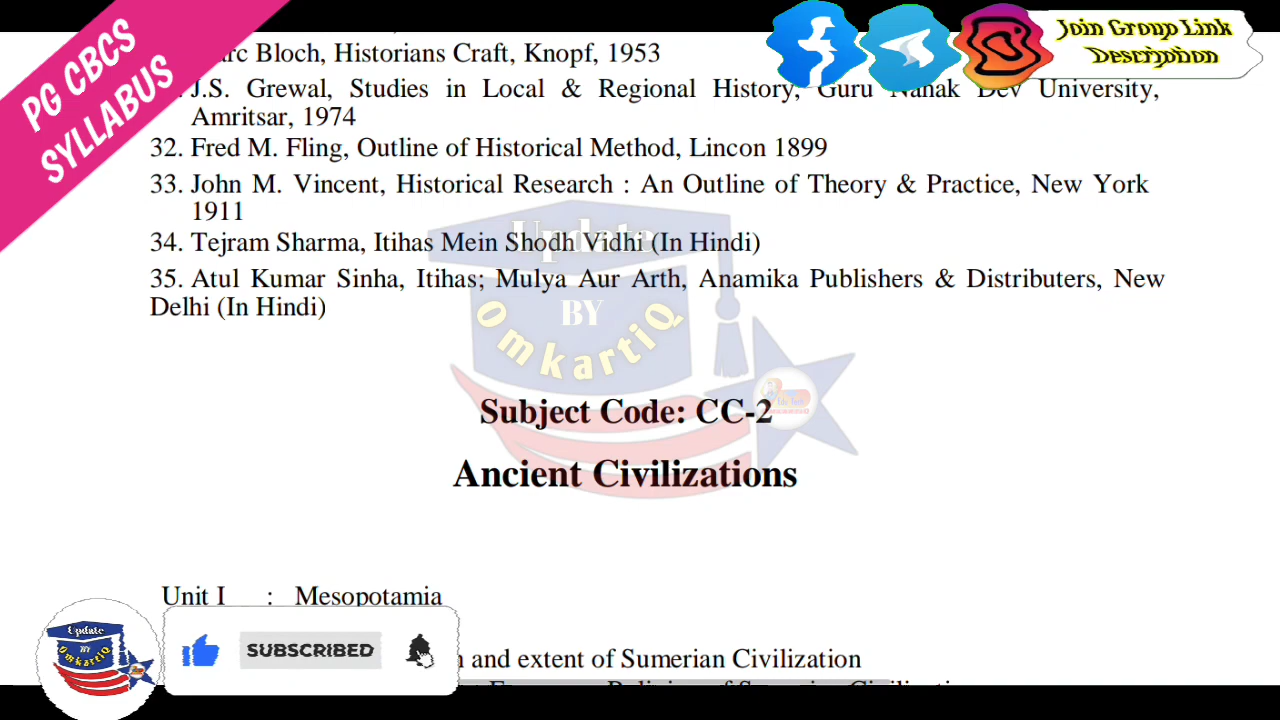 PG CBCS
SYLLABUS
Join Group Link
Description
Bloch, Historians Craft, Knopf, 1953
J.S. Grewal, Studies in Local & Regional History, Guru Nanak Dev University,
Amritsar, 1974
32. Fred M. Fling, Outline of Historical Method, Lincon 1899
33. John M. Vincent, Historical Research : An Outline of Theory & Practice, New York
1911
34. Tejram Sharma, Itihas Mein Shodh Vidhi (In Hindi)
35. Atul Kumar Sinha, Itihas; Mulya Aur Arth, Anamika Publishers & Distributers, New
Delhi (In Hindi)
Update
BY
OmkartiQ
Subject Code: CC-2
Ancient Civilizations
Unit I : Mesopotamia
and extent of Sumerian Civilization
Update
OmkartiQ
SUBSCRIBED